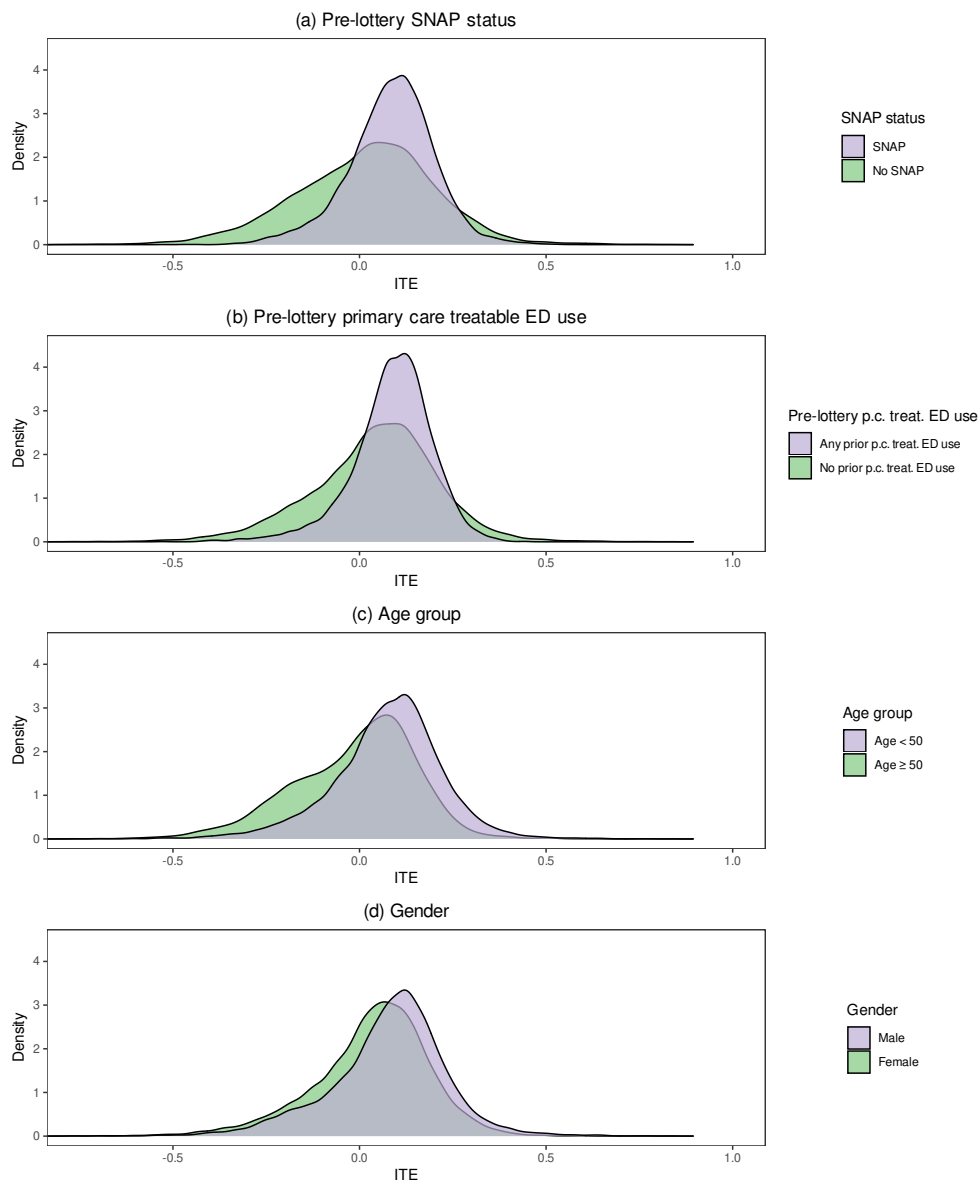 (a) Pre-lottery SNAP status
4
3
2
1
0
Density
-0.5 0.0 0.5 1.0
ITE
SNAP status
SNAP
No SNAP
(b) Pre-lottery primary care treatable ED use
4
3
2
1
0
Density
-0.5 0.0 0.5 1.0
ITE
Pre-lottery p.c. treat. ED use
Any prior p.c. treat. ED use
No prior p.c. treat. ED use
(c) Age group
4
3
2
1
0
Density
-0.5 0.0 0.5 1.0
ITE
Age group
Age < 50
Age ≥ 50
(d) Gender
4
3
2
1
0
Density
-0.5 0.0 0.5 1.0
ITE
Gender
Male
Female